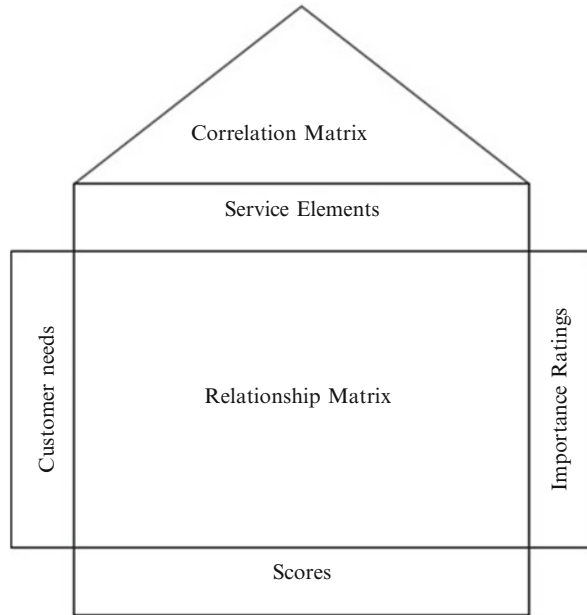 Correlation Matrix
Service Elements
Customer needs
Relationship Matrix
Importance Ratings
Scores